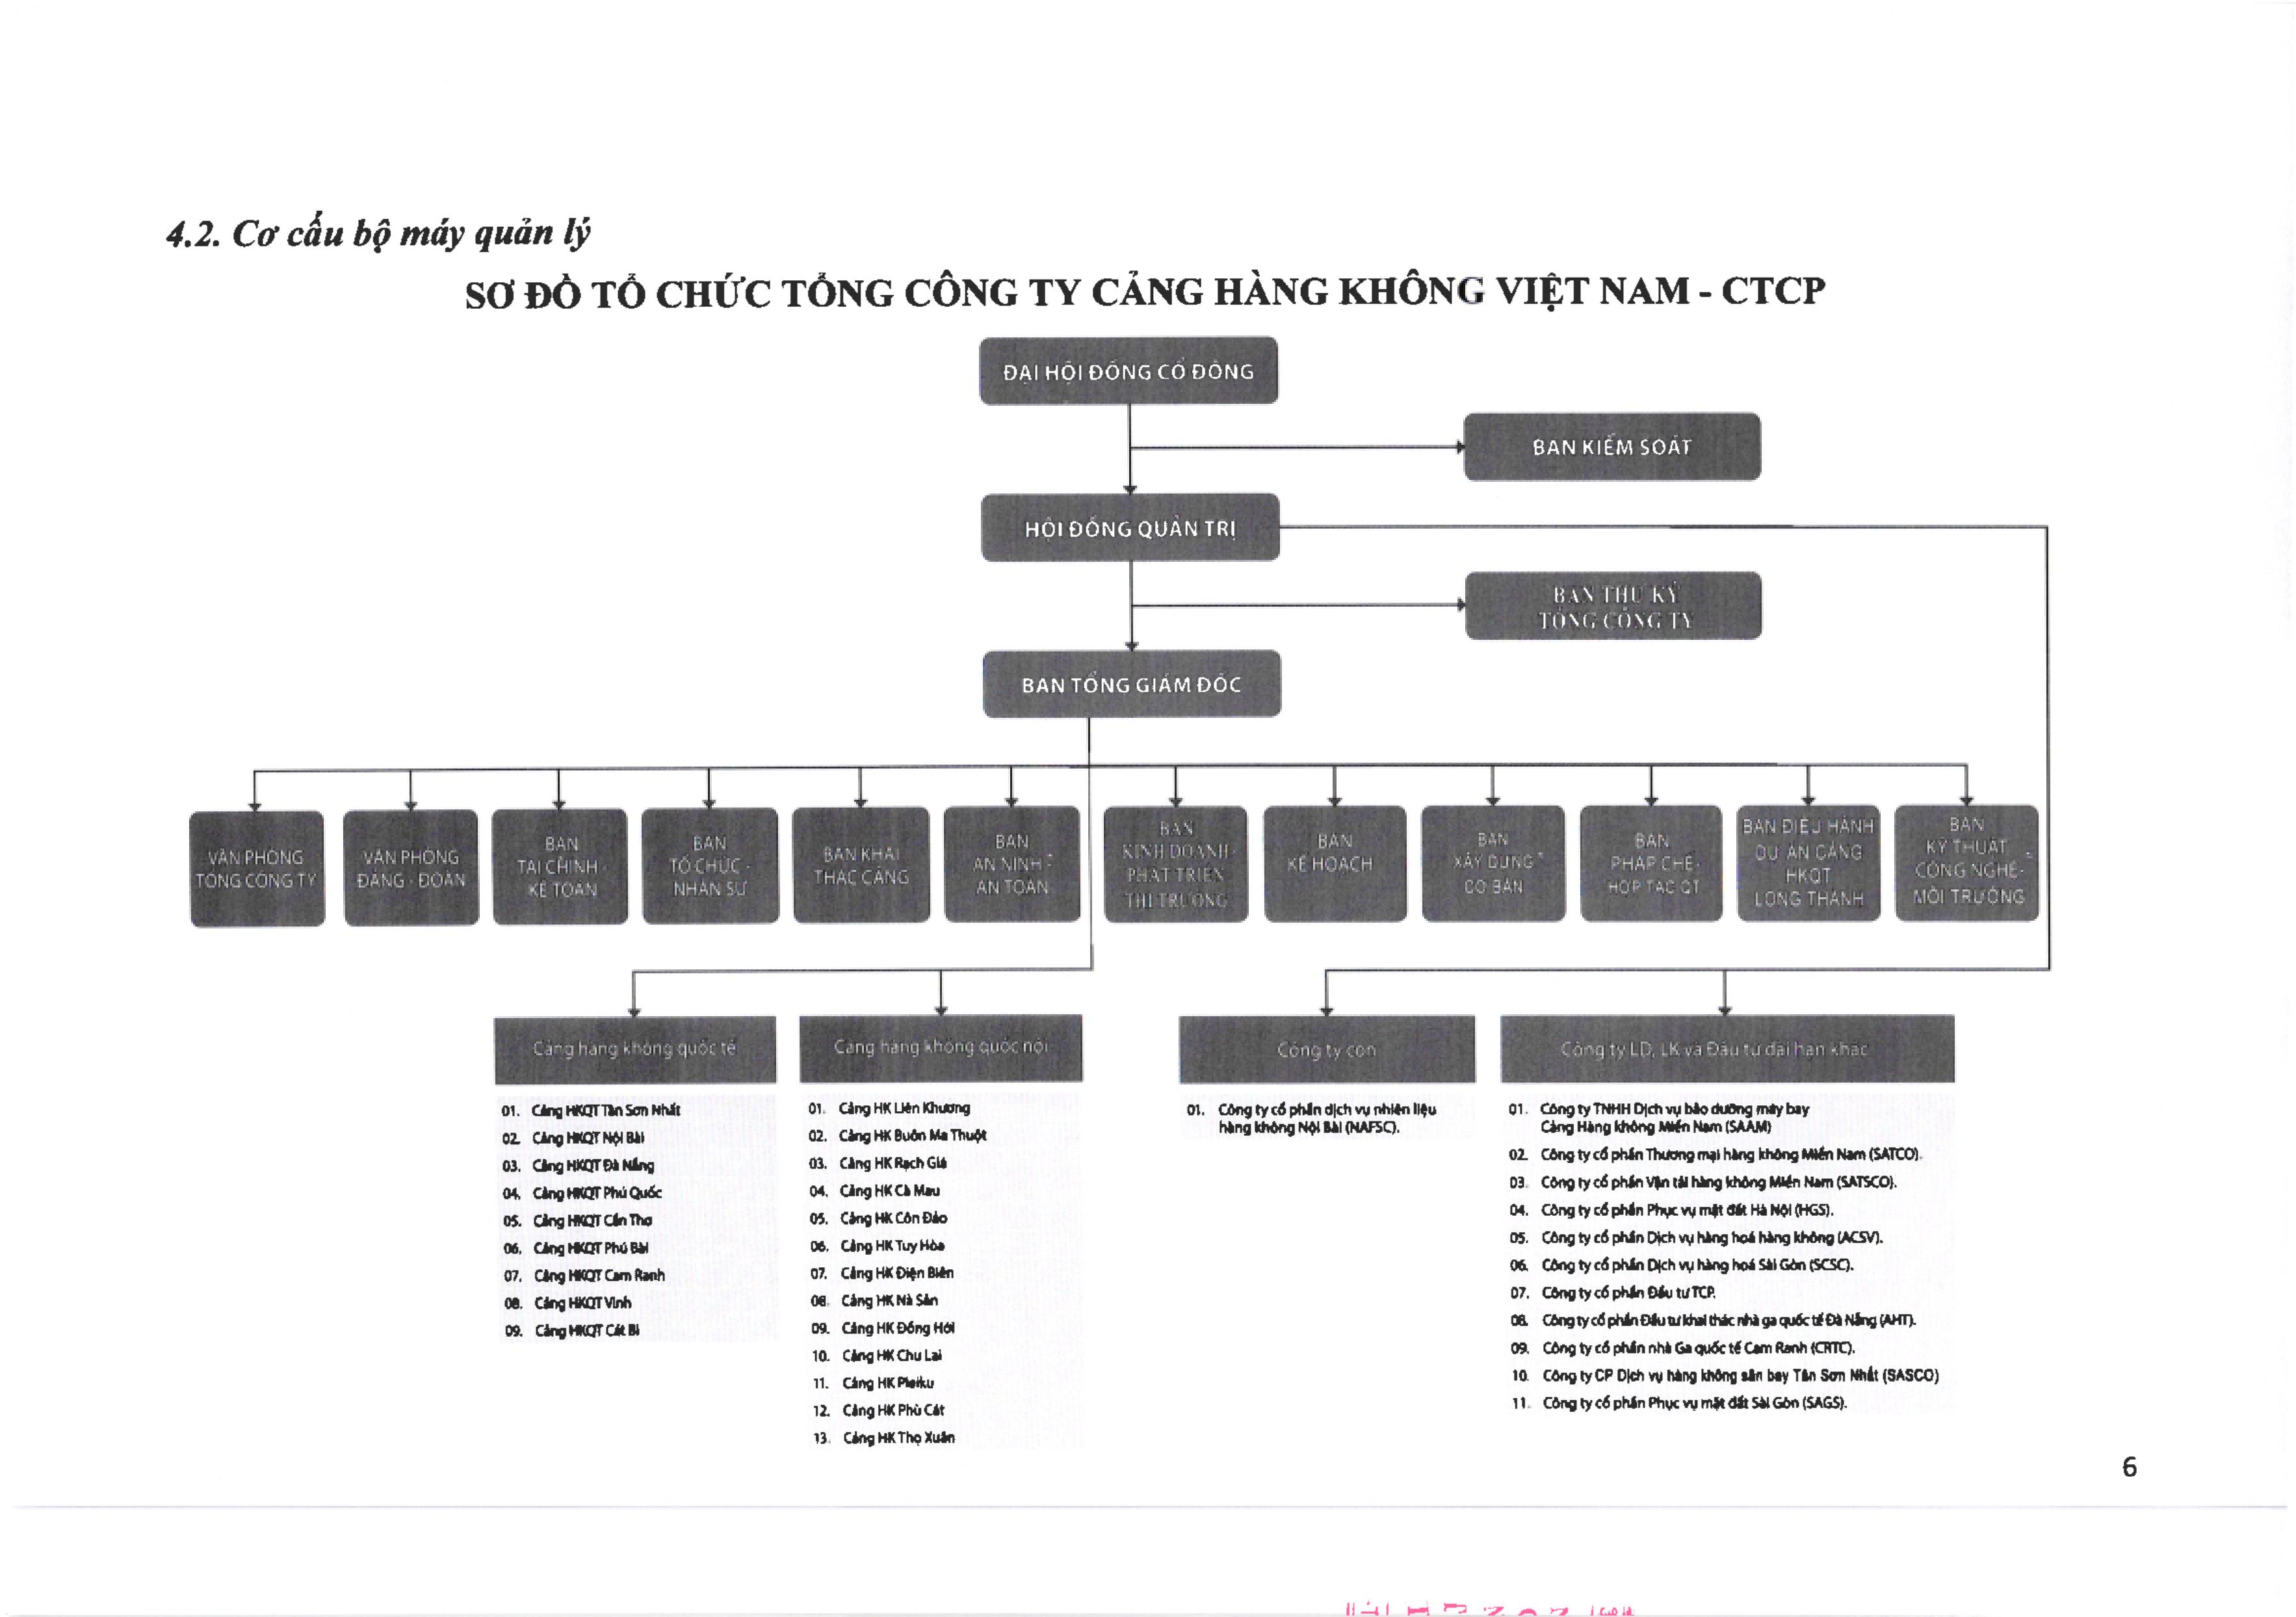 4.2. Cơ cấu bộ máy quản lý
SƠ ĐỒ TỔ CHỨC TỔNG CÔNG TY CẢNG HÀNG KHÔNG VIỆT NAM - CTCP
ĐẠI HỘI ĐỒNG CỔ ĐÔNG
BAN KIỂM SOÁT
HỘI ĐỒNG QUẢN TRỊ
BAN THƯ KÝ
TỔNG CÔNG TY
BAN TỔNG GIÁM ĐỐC
VĂN PHÒNG
TỔNG CÔNG TY
VĂN PHÒNG
ĐẢNG - ĐOÀN
BAN
TÀI CHÍNH -
KẾ TOÁN
BAN
TỔ CHỨC -
NHÂN SỰ
BAN KHAI
THÁC CẢNG
BAN
AN NINH -
AN TOÀN
BAN
KINH DOANH-
PHÁT TRIỂN
THỊ TRƯỜNG
BAN
KẾ HOẠCH
BAN
XÂY DỰNG
CƠ BẢN
BAN
PHÁP CHẾ-
HỢP TÁC QT
BAN ĐIỀU HÀNH
DỰ ÁN CẢNG
HKQT
LONG THÀNH
BAN
KỸ THUẬT -
CÔNG NGHỆ-
MÔI TRƯỜNG
Cảng hàng không quốc tế
01. Cảng HKQT Tân Sơn Nhất
02. Cảng HKQT Nội Bài
03. Cảng HKQT Đà Nẵng
04. Cảng HKQT Phú Quốc
05. Cảng HKQT Cần Thơ
06. Cảng HKQT Phú Bài
07. Cảng HKQT Cam Ranh
08. Cảng HKQT Vinh
09. Cảng HKQT Cát Bi
Cảng hàng không quốc nội
01. Cảng HK Liên Khương
02. Cảng HK Buôn Ma Thuột
03. Cảng HK Rạch Giá
04. Cảng HK Cà Mau
05. Cảng HK Côn Đảo
06. Cảng HK Tuy Hòa
07. Cảng HK Điện Biên
08. Cảng HK Nà Sản
09. Cảng HK Đồng Hới
10. Cảng HK Chu Lai
11. Cảng HK Pleiku
12. Cảng HK Phù Cát
13. Cảng HK Thọ Xuân
Công ty con
01. Công ty cổ phần dịch vụ nhiên liệu
hàng không Nội Bài (NAFSC).
Công ty LD, LK và Đầu tư dài hạn khác
01. Công ty TNHH Dịch vụ bảo dưỡng máy bay
Cảng Hàng không Miền Nam (SAAM)
02. Công ty cổ phần Thương mại hàng không Miền Nam (SATCO).
03. Công ty cổ phần Vận tải hàng không Miền Nam (SATSCO).
04. Công ty cổ phần Phục vụ mặt đất Hà Nội (HGS).
05. Công ty cổ phần Dịch vụ hàng hoá hàng không (ACSV).
06. Công ty cổ phần Dịch vụ hàng hoá Sài Gòn (SCSC).
07. Công ty cổ phần Đầu tư TCP.
08. Công ty cổ phần Đầu tư khai thác nhà ga quốc tế Đà Nẵng (AHT).
09. Công ty cổ phần nhà Ga quốc tế Cam Ranh (CRTC).
10. Công ty CP Dịch vụ hàng không sân bay Tân Sơn Nhất (SASCO)
11. Công ty cổ phần Phục vụ mặt đất Sài Gòn (SAGS).
6